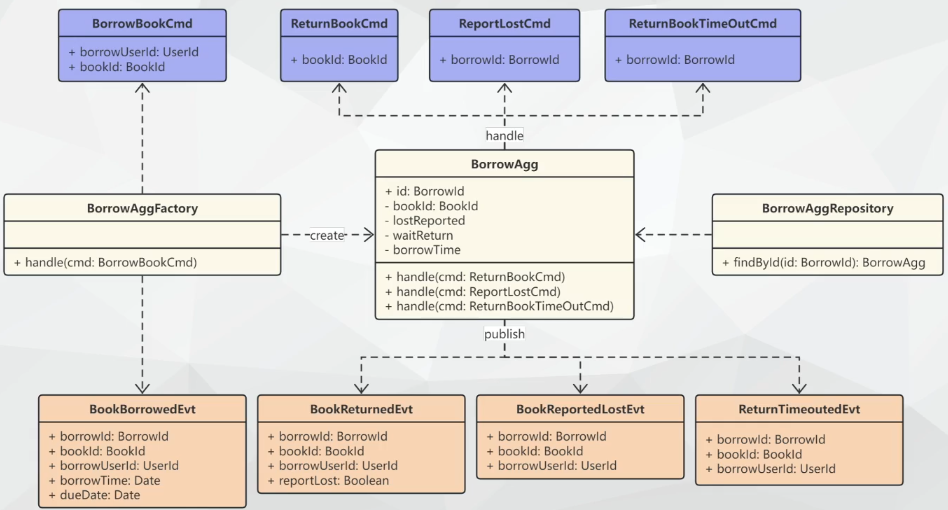 BorrowBookCmd
+ borrowUserId: UserId
+ bookId: BookId
ReturnBookCmd
+ bookId: BookId
ReportLostCmd
+ borrowId: BorrowId
ReturnBookTimeOutCmd
+ borrowId: BorrowId
handle
BorrowAggFactory
+ handle(cmd: BorrowBookCmd)
create
BorrowAgg
+ id: BorrowId
- bookId: BookId
- lostReported
- waitReturn
- borrowTime
+ handle(cmd: ReturnBookCmd)
+ handle(cmd: ReportLostCmd)
+ handle(cmd: ReturnBookTimeOutCmd)
BorrowAggRepository
+ findById(id: BorrowId): BorrowAgg
publish
BookBorrowedEvt
+ borrowId: BorrowId
+ bookId: BookId
+ borrowUserId: UserId
+ borrowTime: Date
+ dueDate: Date
BookReturnedEvt
+ borrowId: BorrowId
+ bookId: BookId
+ borrowUserId: UserId
+ reportLost: Boolean
BookReportedLostEvt
+ borrowId: BorrowId
+ bookId: BookId
+ borrowUserId: UserId
ReturnTimeoutedEvt
+ borrowId: BorrowId
+ bookId: BookId
+ borrowUserId: UserId